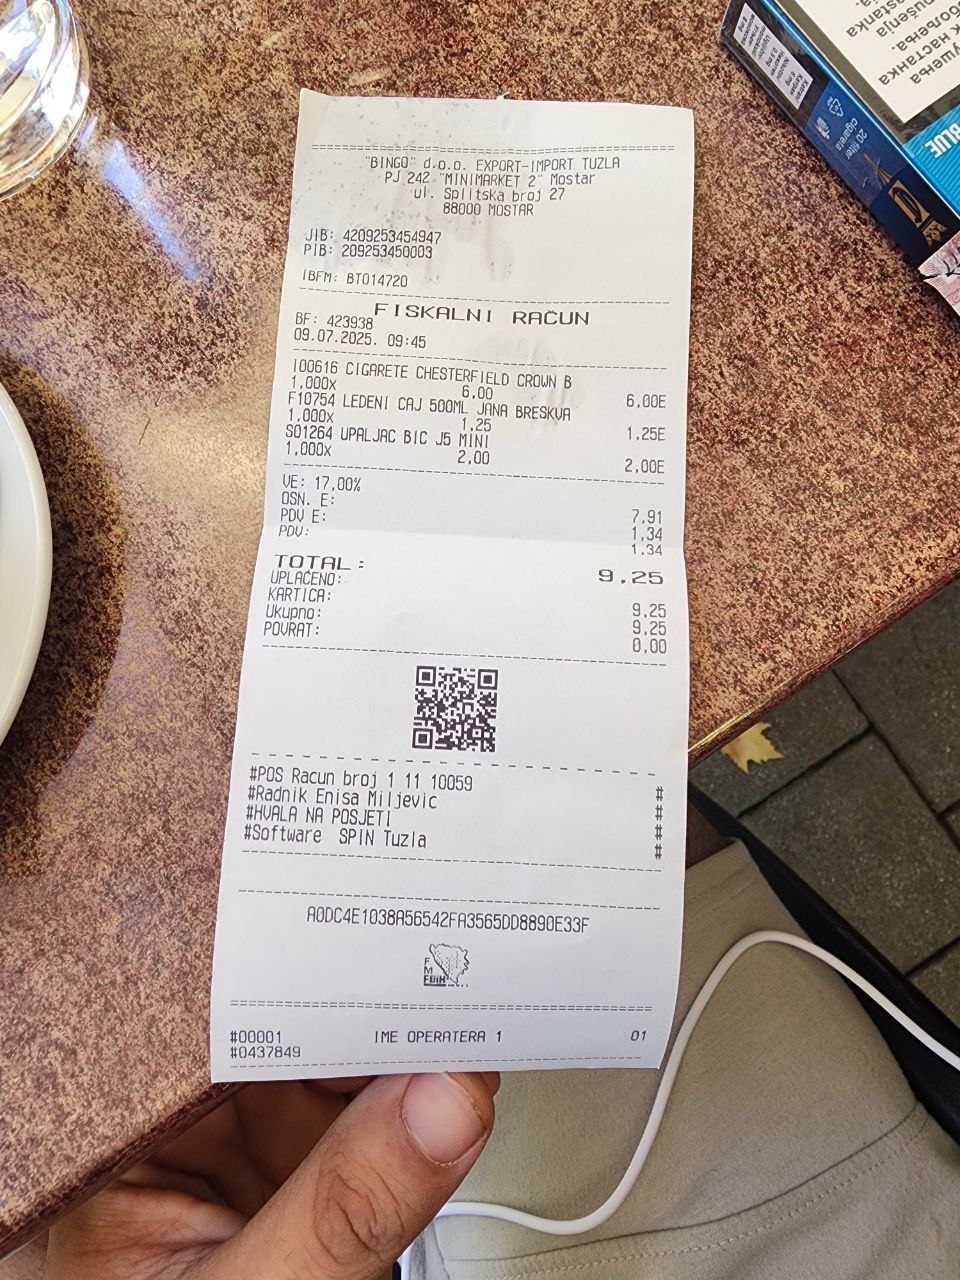 "BINGO" d.o.o. EXPORT-IMPORT TUZLA
PJ 242 "MINIMARKET 2" Mostar
ul. Splitska broj 27
88000 MOSTAR
JIB: 4209253454947
PIB: 209253450003
IBFM: BT014720
FISKALNI RAČUN
BF: 423938
09.07.2025. 09:45
I00616 CIGARETE CHESTERFIELD CROWN B
1,000x 6,00 6,00E
F10754 LEDENI CAJ 500ML JANA BRESKVA
1,000x 1,25 1,25E
S01264 UPALJAC BIC J5 MINI
1,000x 2,00 2,00E
VE: 17,00%
OSN. E: 7,91
PDV E: 1,34
PDV: 1,34
TOTAL: 9,25
UPLAĆENO:
KARTICA: 9,25
Ukupno: 9,25
POVRAT: 0,00
#POS Racun broj 1 11 10059 #
#Radnik Enisa Miljevic #
#HVALA NA POSJETI #
#Software SPIN Tuzla #
A0DC4E1038A56542FA3565DD8890E33F
F
M
FBiH
#00001 IME OPERATERA 1 01
#0437849
20 filter
cigareta
BLUE
pušenja
nastanka
настанка